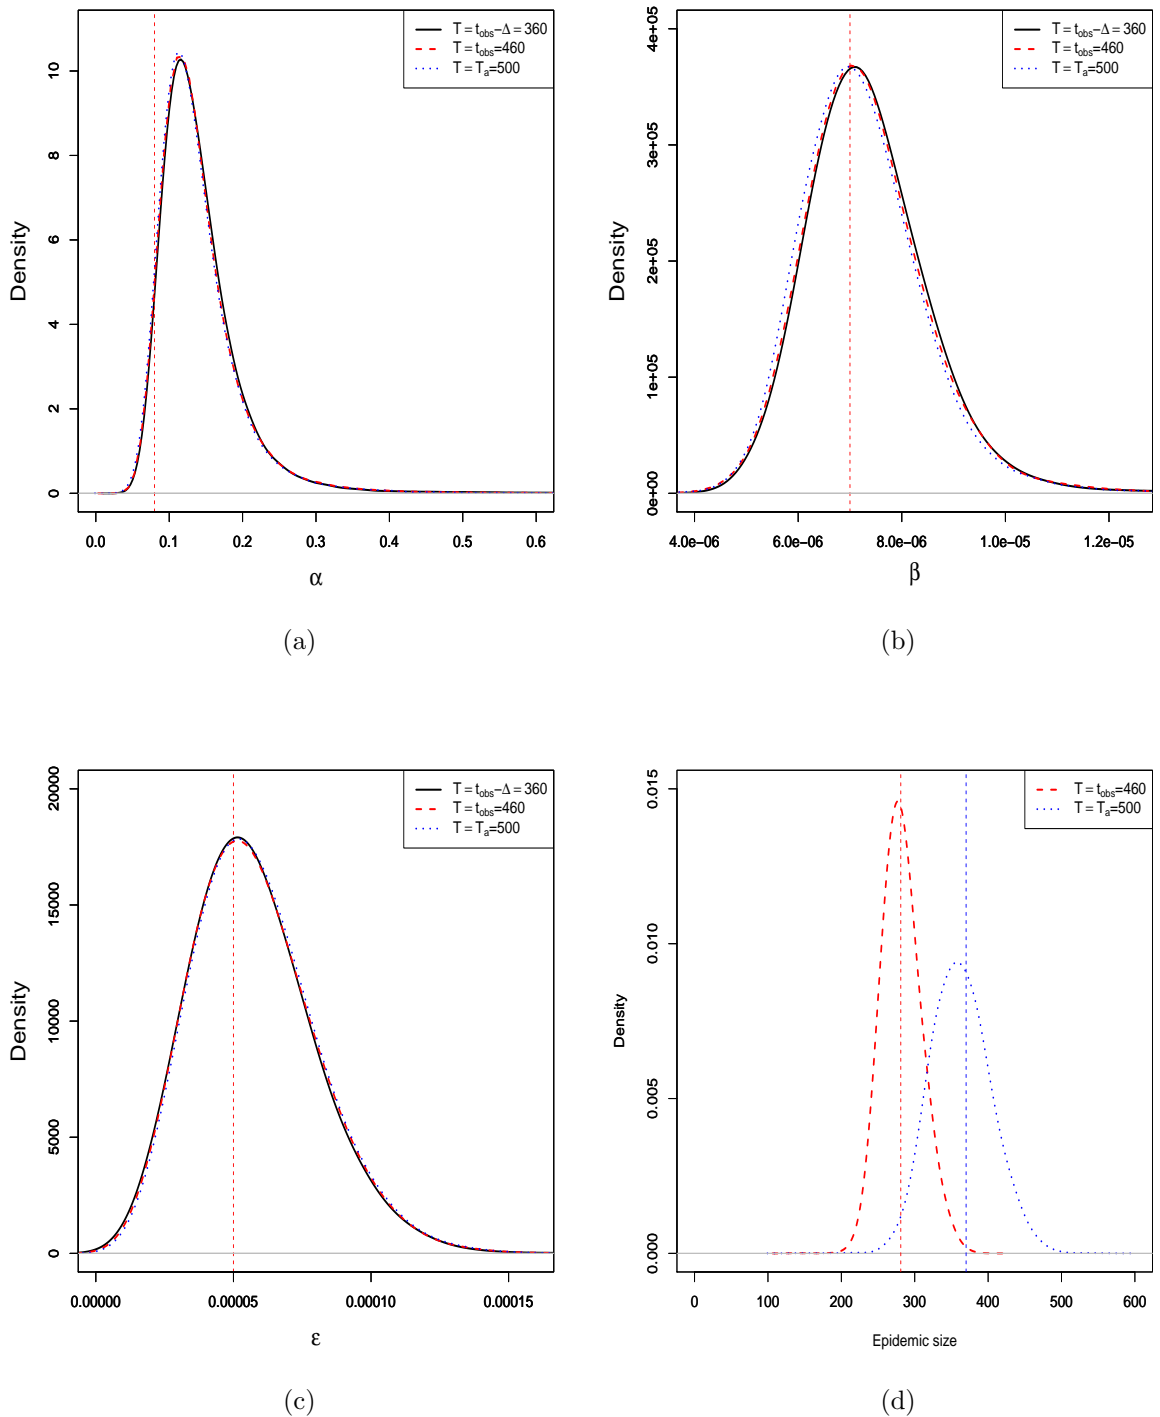 T = t_obs−Δ = 360
T = t_obs=460
T = T_a=500
Density
0 2 4 6 8 10
0.0 0.1 0.2 0.3 0.4 0.5 0.6
α
(a)
T = t_obs−Δ = 360
T = t_obs=460
T = T_a=500
Density
0e+00 1e+05 2e+05 3e+05 4e+05
4.0e−06 6.0e−06 8.0e−06 1.0e−05 1.2e−05
β
(b)
T = t_obs−Δ = 360
T = t_obs=460
T = T_a=500
Density
0 5000 10000 15000 20000
0.00000 0.00005 0.00010 0.00015
ε
(c)
T = t_obs=460
T = T_a=500
Density
0.000 0.005 0.010 0.015
0 100 200 300 400 500 600
Epidemic size
(d)